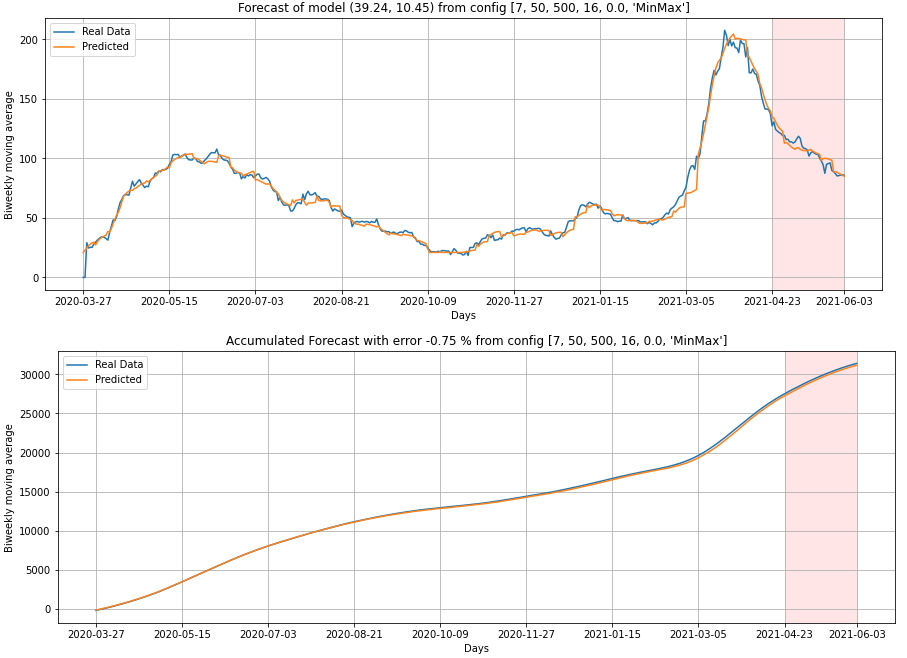 Forecast of model (39.24, 10.45) from config [7, 50, 500, 16, 0.0, 'MinMax']
Real Data
Predicted
200
150
100
50
0
Biweekly moving average
2020-03-27 2020-05-15 2020-07-03 2020-08-21 2020-10-09 2020-11-27 2021-01-15 2021-03-05 2021-04-23 2021-06-03
Days
Accumulated Forecast with error -0.75 % from config [7, 50, 500, 16, 0.0, 'MinMax']
Real Data
Predicted
30000
25000
20000
15000
10000
5000
0
Biweekly moving average
2020-03-27 2020-05-15 2020-07-03 2020-08-21 2020-10-09 2020-11-27 2021-01-15 2021-03-05 2021-04-23 2021-06-03
Days